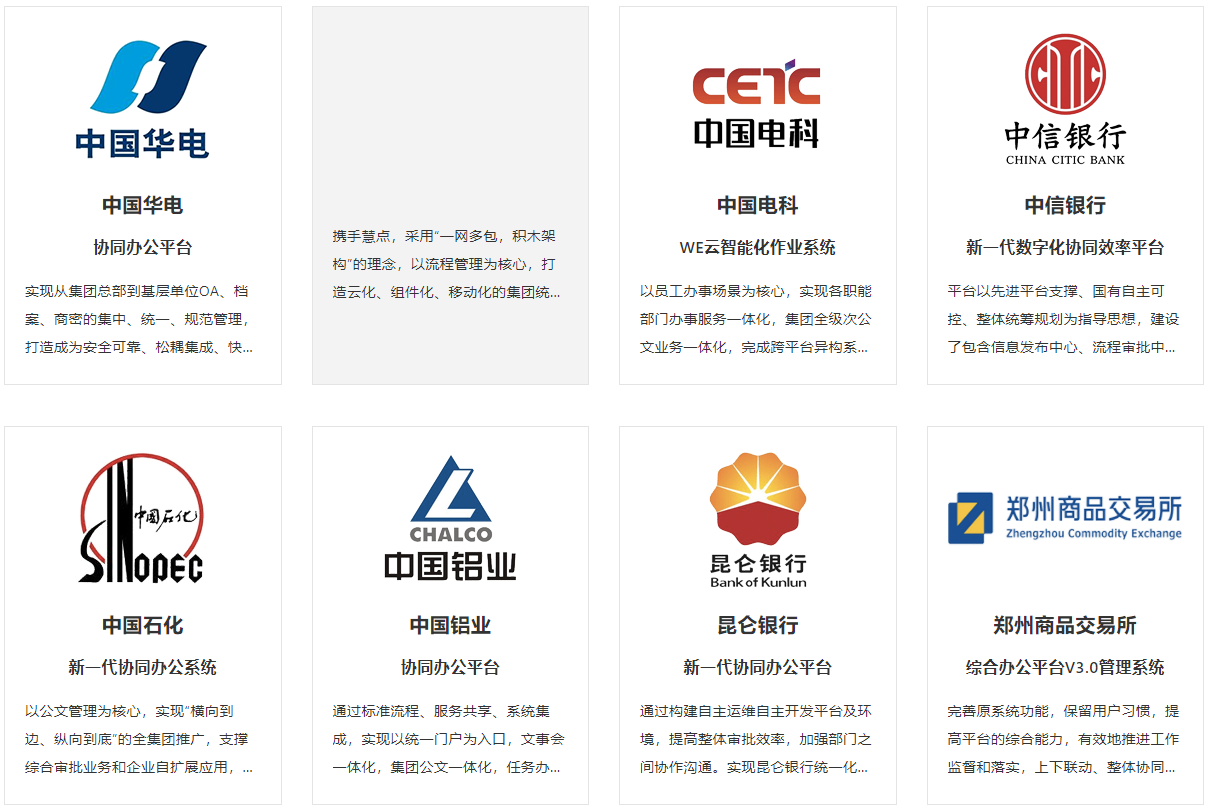 中国华电
中国华电
协同办公平台
实现从集团总部到基层单位OA、档
案、商密的集中、统一、规范管理，
打造成为安全可靠、松耦集成、快...
携手慧点，采用“一网多包，积木架
构”的理念，以流程管理为核心，打
造云化、组件化、移动化的集团统...
CETC
中国电科
中国电科
WE云智能化作业系统
以员工办事场景为核心，实现各职能
部门办事服务一体化，集团全级次公
文业务一体化，完成跨平台异构系...
中信银行
CHINA CITIC BANK
中信银行
新一代数字化协同效率平台
平台以先进平台支撑、国有自主可
控、整体统筹规划为指导思想，建设
了包含信息发布中心、流程审批中...
中国石化
SINOPEC
中国石化
新一代协同办公系统
以公文管理为核心，实现“横向到
边、纵向到底”的全集团推广，支撑
综合审批业务和企业自扩展应用，...
CHALCO
中国铝业
中国铝业
协同办公平台
通过标准流程、服务共享、系统集
成，实现以统一门户为入口，文事会
一体化，集团公文一体化，任务办...
昆仑银行
Bank of Kunlun
昆仑银行
新一代协同办公平台
通过构建自主运维自主开发平台及环
境，提高整体审批效率，加强部门之
间协作沟通。实现昆仑银行统一化...
郑州商品交易所
Zhengzhou Commodity Exchange
郑州商品交易所
综合办公平台V3.0管理系统
完善原系统功能，保留用户习惯，提
高平台的综合能力，有效地推进工作
监督和落实，上下联动、整体协同...